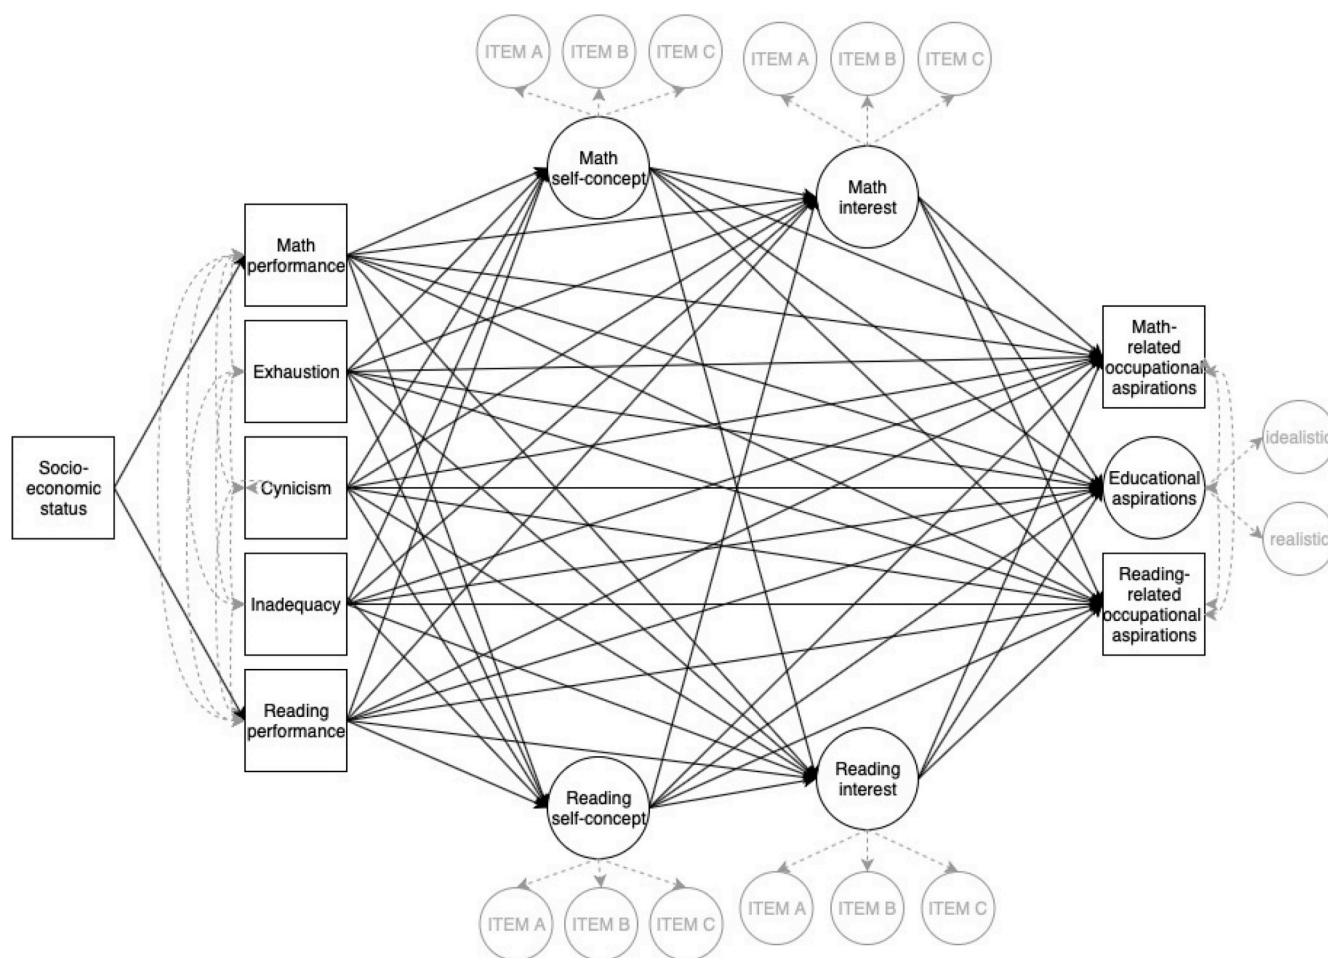 ITEM A
ITEM B
ITEM C
ITEM A
ITEM B
ITEM C
Math
self-concept
Math
interest
Math
performance
Exhaustion
Socio-
economic
status
Cynicism
Inadequacy
Reading
performance
Math-
related
occupational
aspirations
Educational
aspirations
idealistic
realistic
Reading-
related
occupational
aspirations
Reading
self-concept
Reading
interest
ITEM A
ITEM B
ITEM C
ITEM A
ITEM B
ITEM C